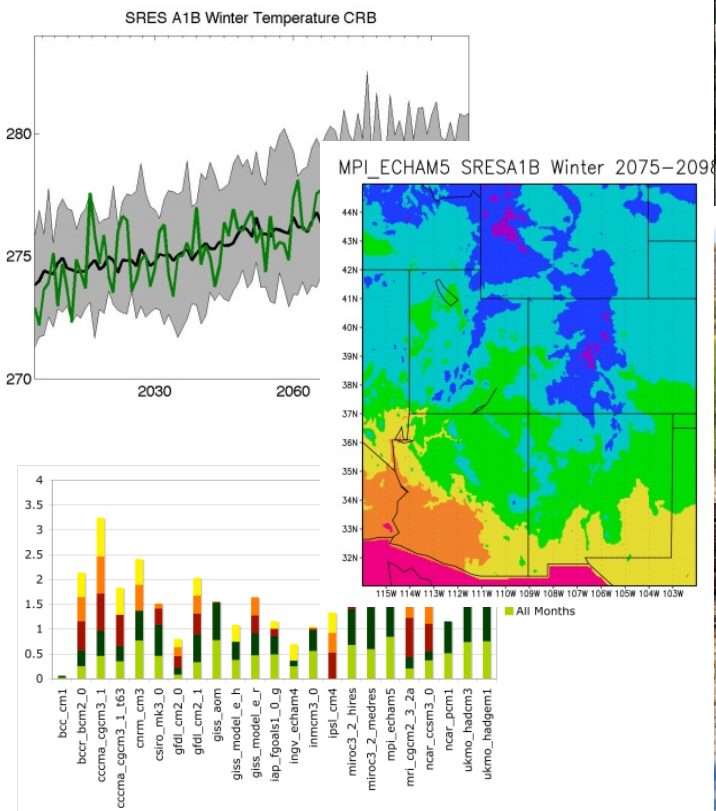 SRES A1B Winter Temperature CRB
280
275
270
2030
2060
MPI_ECHAM5 SRESA1B Winter 2075-2098
44N
43N
42N
41N
40N
39N
38N
37N
36N
35N
34N
33N
32N
115W 114W 113W 112W 111W 110W 109W 108W 107W 106W 105W 104W 103W
4
3.5
3
2.5
2
1.5
1
0.5
0
All Months
bcc_cm1
bccr_bcm2_0
cccma_cgcm3_1
cccma_cgcm3_1_t63
cnrm_cm3
csiro_mk3_0
gfdl_cm2_0
gfdl_cm2_1
giss_aom
giss_model_e_h
giss_model_e_r
iap_fgoals1_0_g
ingv_echam4
inmcm3_0
ipsl_cm4
miroc3_2_hires
miroc3_2_medres
mpi_echam5
mri_cgcm2_3_2a
ncar_ccsm3_0
ncar_pcm1
ukmo_hadcm3
ukmo_hadgem1